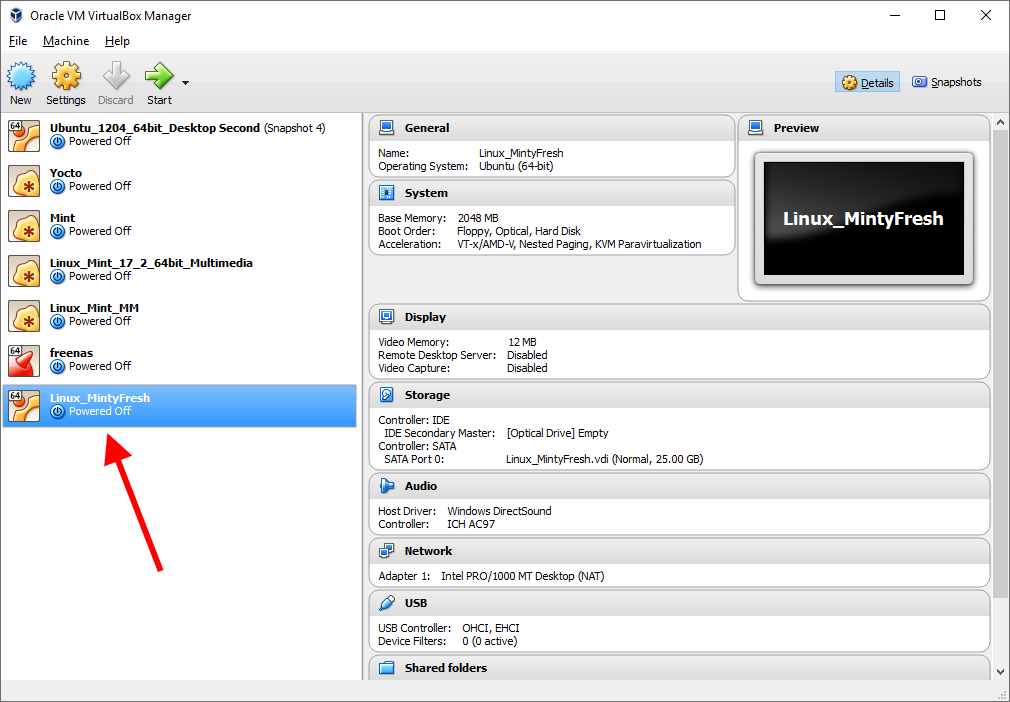 Oracle VM VirtualBox Manager
File Machine Help
New Settings Discard Start
Details Snapshots
64
Ubuntu_1204_64bit_Desktop Second (Snapshot 4)
Powered Off
Yocto
Powered Off
Mint
Powered Off
Linux_Mint_17_2_64bit_Multimedia
Powered Off
Linux_Mint_MM
Powered Off
64
freenas
Powered Off
64
Linux_MintyFresh
Powered Off
General
Name: Linux_MintyFresh
Operating System: Ubuntu (64-bit)
System
Base Memory: 2048 MB
Boot Order: Floppy, Optical, Hard Disk
Acceleration: VT-x/AMD-V, Nested Paging, KVM Paravirtualization
Preview
Linux_MintyFresh
Display
Video Memory: 12 MB
Remote Desktop Server: Disabled
Video Capture: Disabled
Storage
Controller: IDE
IDE Secondary Master: [Optical Drive] Empty
Controller: SATA
SATA Port 0: Linux_MintyFresh.vdi (Normal, 25.00 GB)
Audio
Host Driver: Windows DirectSound
Controller: ICH AC97
Network
Adapter 1: Intel PRO/1000 MT Desktop (NAT)
USB
USB Controller: OHCI, EHCI
Device Filters: 0 (0 active)
Shared folders